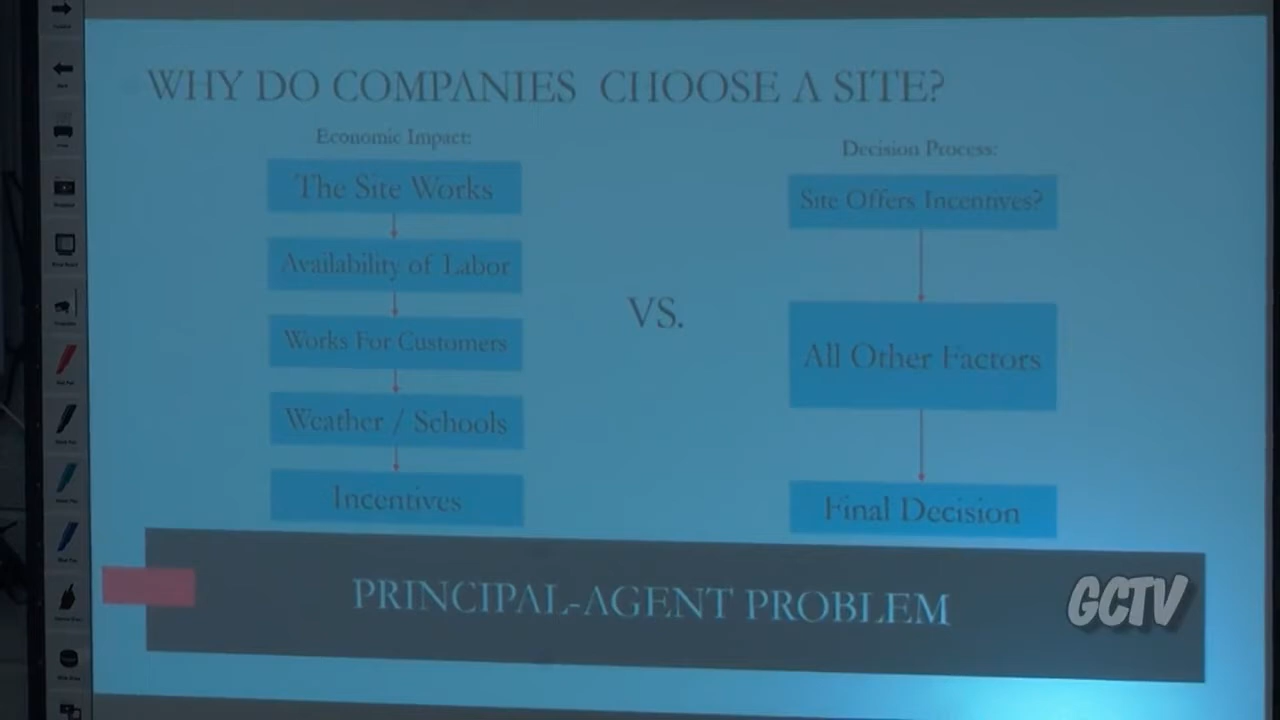 WHY DO COMPANIES CHOOSE A SITE?
Economic Impact:
The Site Works
Availability of Labor
Works For Customers
Weather / Schools
Incentives
VS.
Decision Process:
Site Offers Incentives?
All Other Factors
Final Decision
PRINCIPAL-AGENT PROBLEM
GCTV